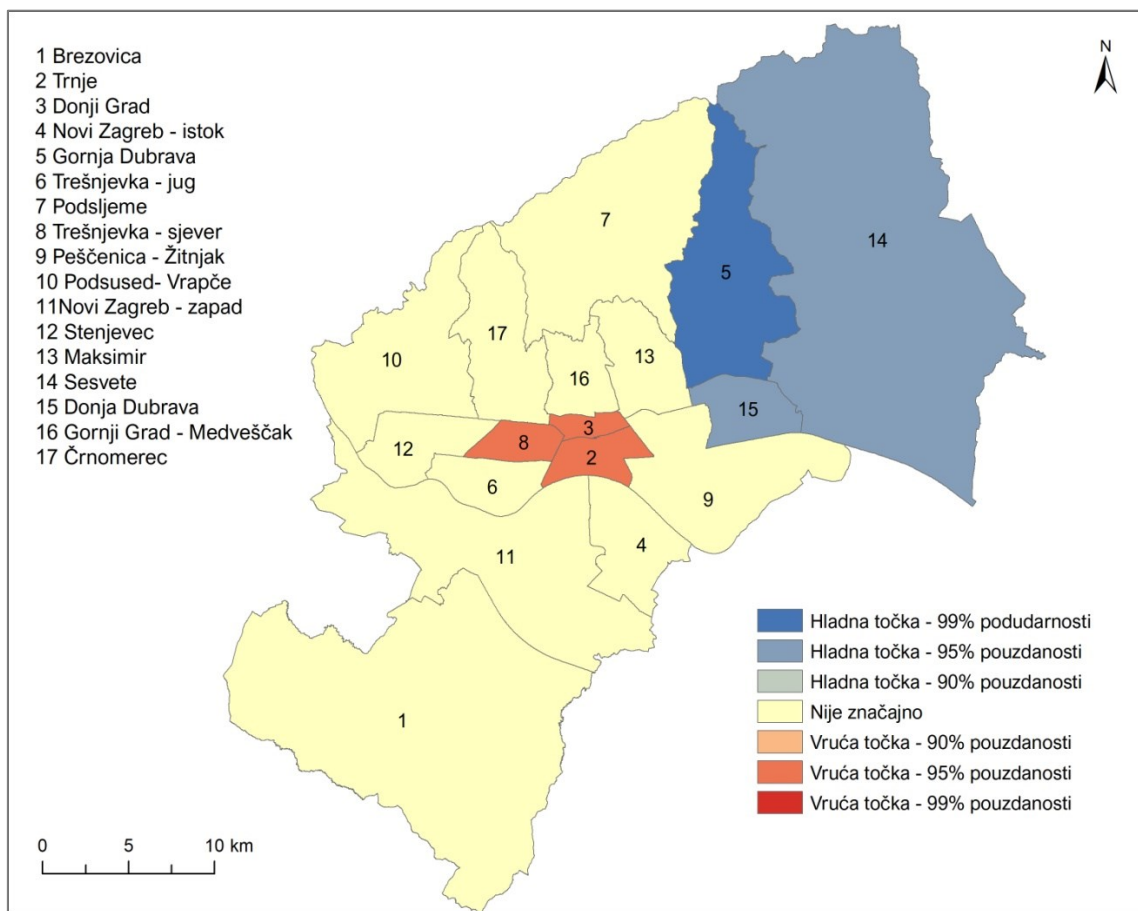 1 Brezovica
2 Trnje
3 Donji Grad
4 Novi Zagreb - istok
5 Gornja Dubrava
6 Trešnjevka - jug
7 Podsljeme
8 Trešnjevka - sjever
9 Peščenica - Žitnjak
10 Podsused- Vrapče
11Novi Zagreb - zapad
12 Stenjevec
13 Maksimir
14 Sesvete
15 Donja Dubrava
16 Gornji Grad - Medveščak
17 Črnomerec
N
7
14
5
17
13
10
16
15
3
8
12
2
6
9
4
11
1
Hladna točka - 99% podudarnosti
Hladna točka - 95% pouzdanosti
Hladna točka - 90% pouzdanosti
Nije značajno
Vruća točka - 90% pouzdanosti
Vruća točka - 95% pouzdanosti
Vruća točka - 99% pouzdanosti
0 5 10 km